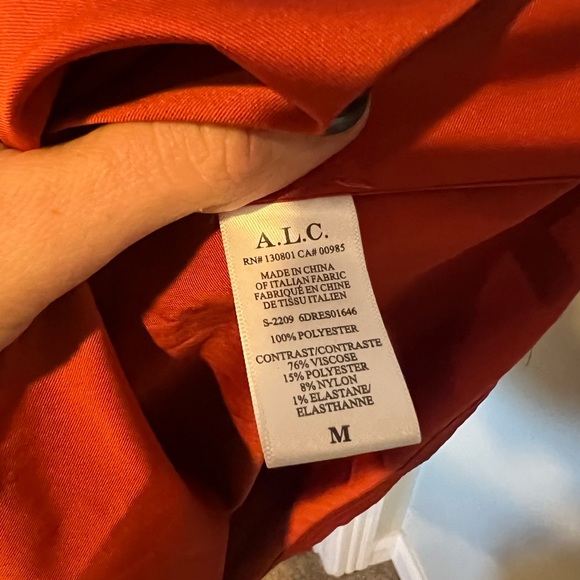 A.L.C.
RN# 130801 CA# 00985
MADE IN CHINA
OF ITALIAN FABRIC
FABRIQUÉ EN CHINE
DE TISSU ITALIEN
S-2209 6DRES01646
100% POLYESTER
CONTRAST/CONTRASTE
76% VISCOSE
15% POLYESTER
8% NYLON
1% ELASTANE/
ELASTHANNE
M